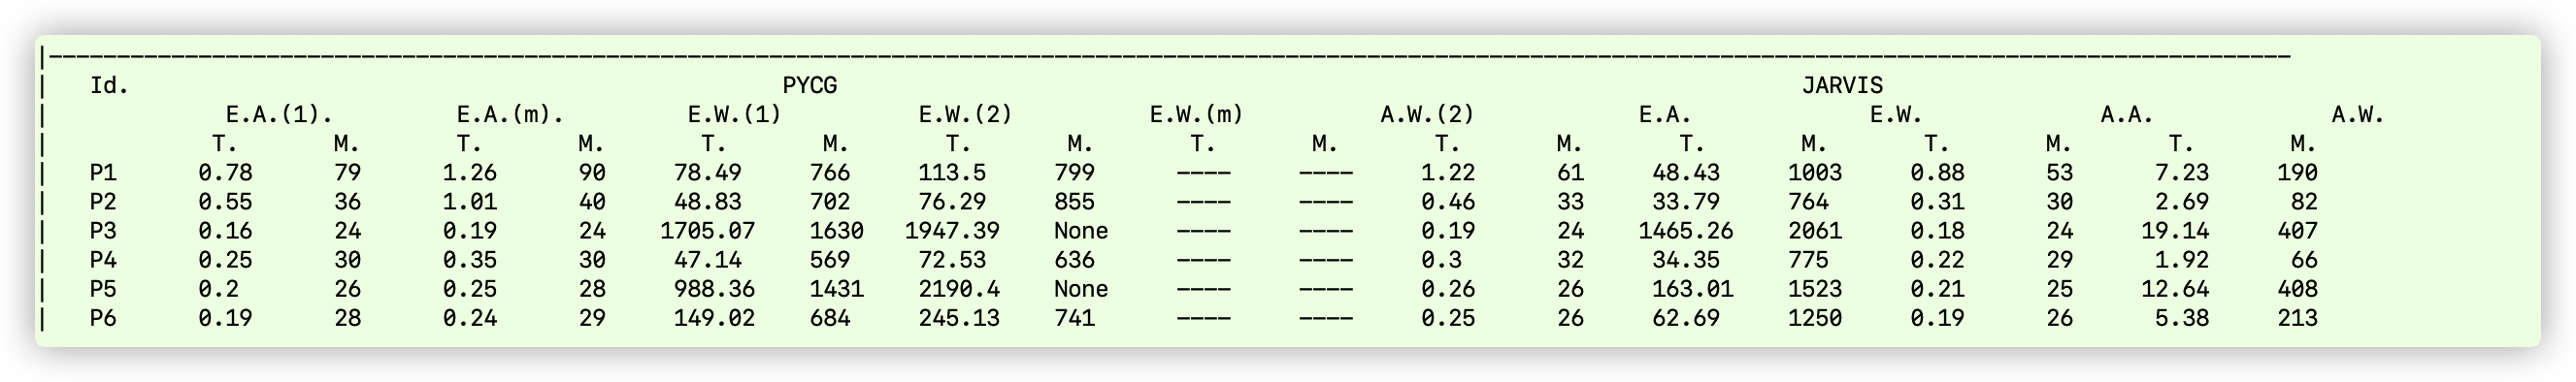 |--------------------------------------------------------------------------------------------------------------------------------------------------------------------
| Id. PYCG JARVIS
| E.A.(1). E.A.(m). E.W.(1) E.W.(2) E.W.(m) A.W.(2) E.A. E.W. A.A. A.W.
| T. M. T. M. T. M. T. M. T. M. T. M. T. M. T. M. T. M.
| P1 0.78 79 1.26 90 78.49 766 113.5 799 ---- ---- 1.22 61 48.43 1003 0.88 53 7.23 190
| P2 0.55 36 1.01 40 48.83 702 76.29 855 ---- ---- 0.46 33 33.79 764 0.31 30 2.69 82
| P3 0.16 24 0.19 24 1705.07 1630 1947.39 None ---- ---- 0.19 24 1465.26 2061 0.18 24 19.14 407
| P4 0.25 30 0.35 30 47.14 569 72.53 636 ---- ---- 0.3 32 34.35 775 0.22 29 1.92 66
| P5 0.2 26 0.25 28 988.36 1431 2190.4 None ---- ---- 0.26 26 163.01 1523 0.21 25 12.64 408
| P6 0.19 28 0.24 29 149.02 684 245.13 741 ---- ---- 0.25 26 62.69 1250 0.19 26 5.38 213